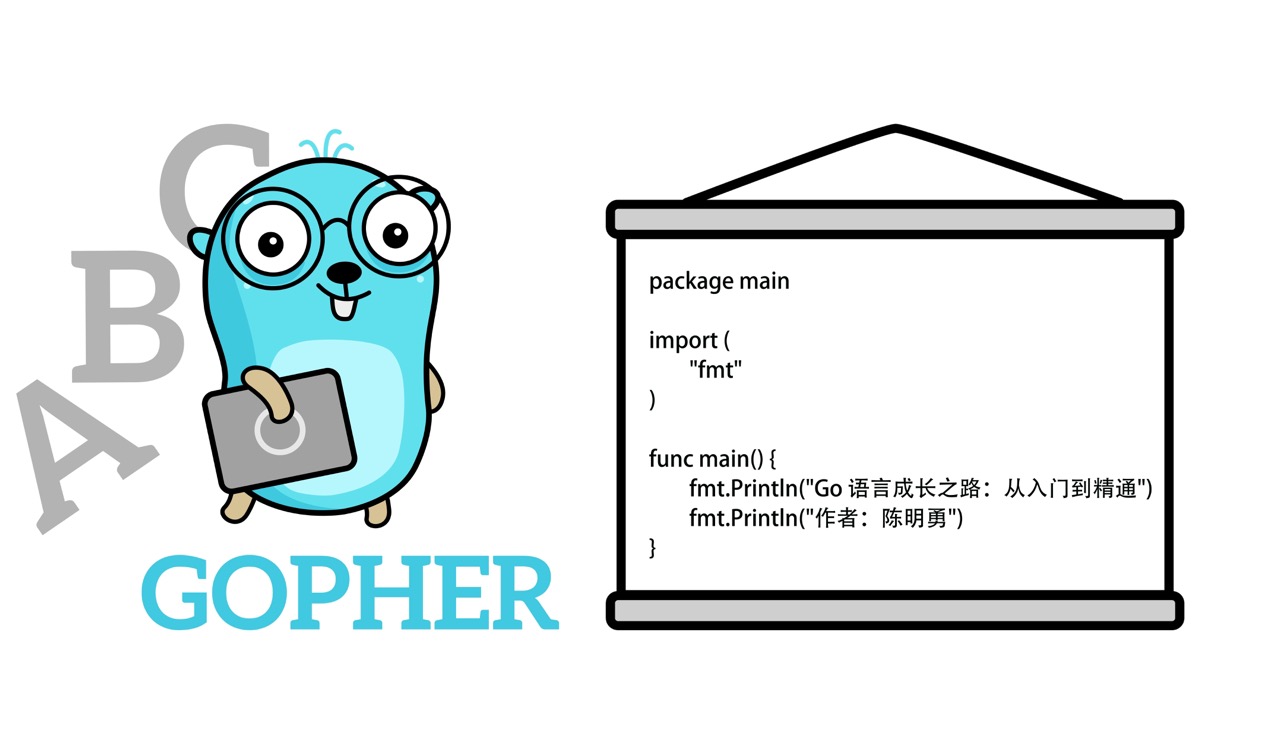 C
B
A
GOPHER
package main
import (
"fmt"
)
func main() {
fmt.Println("Go 语言成长之路：从入门到精通")
fmt.Println("作者：陈明勇")
}